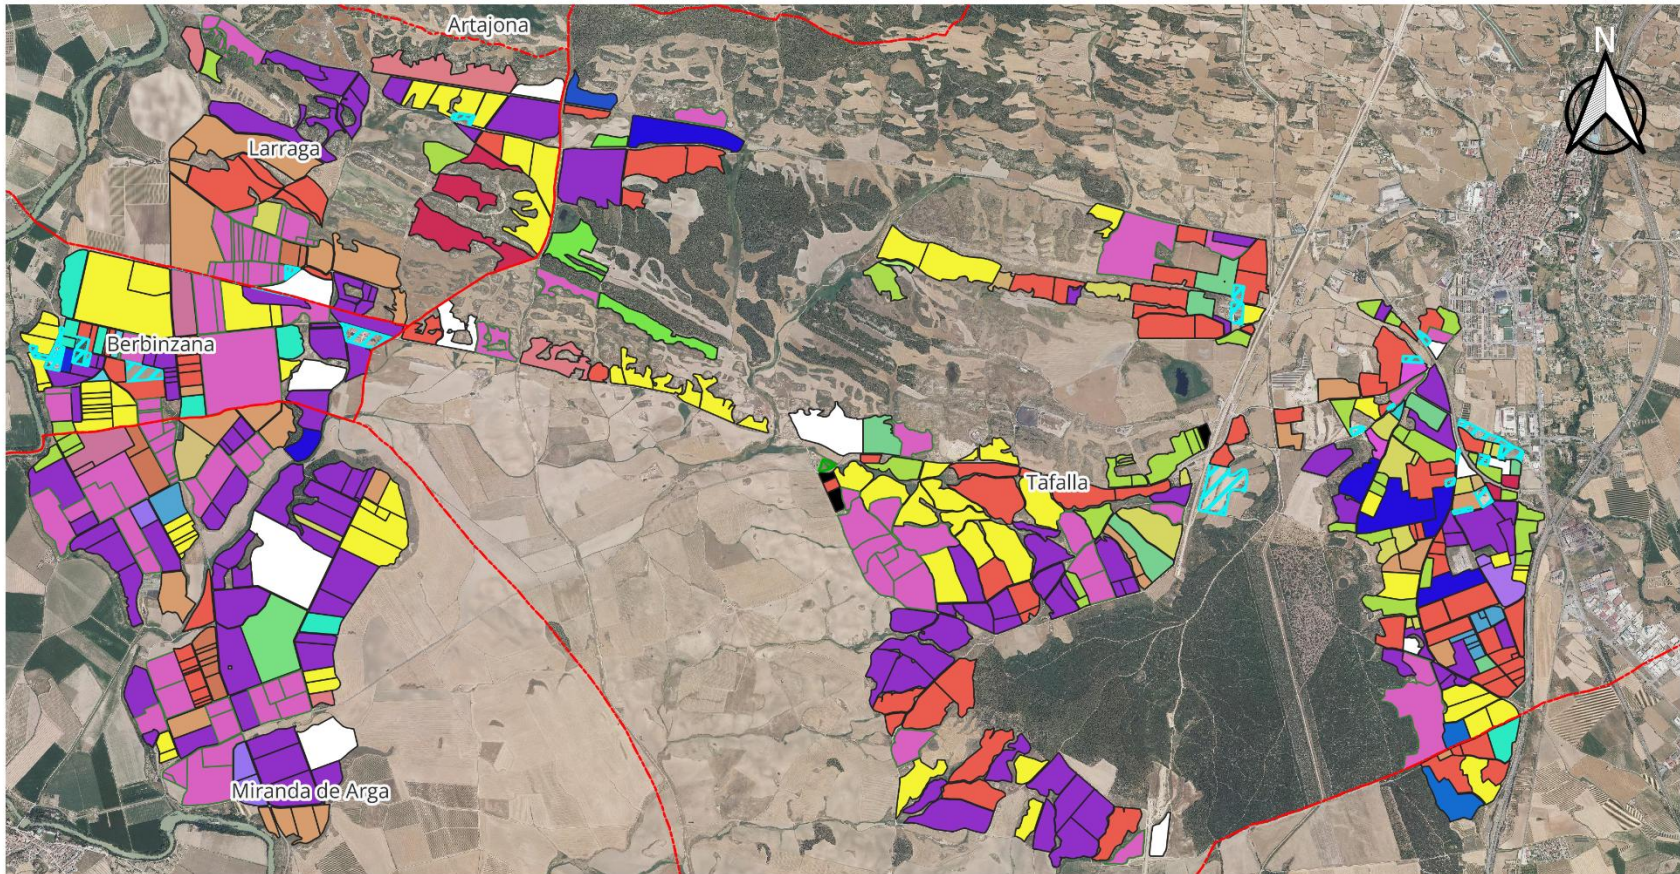 Artajona
N
Larraga
Berbinzana
Tafalla
Miranda de Arga